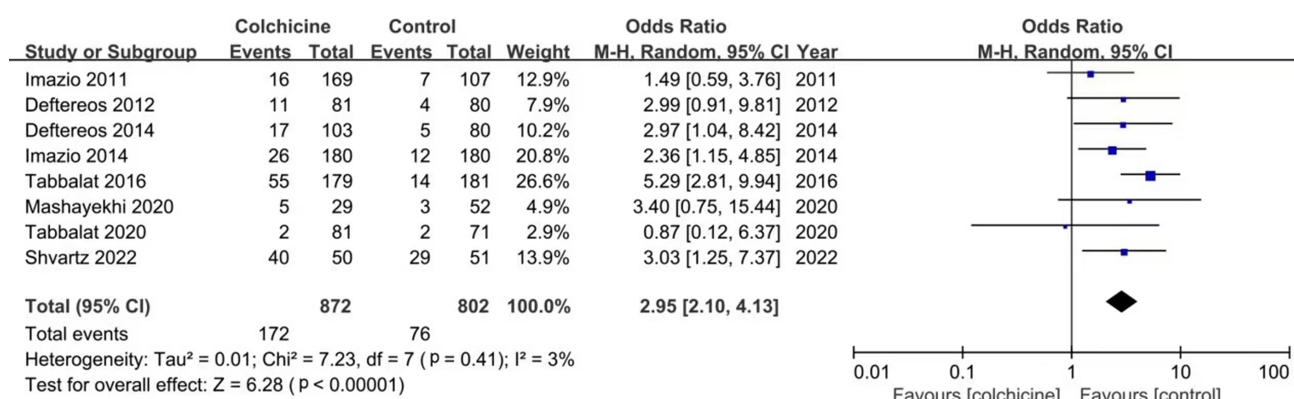 Colchicine Control Odds Ratio Odds Ratio
Study or Subgroup Events Total Events Total Weight M-H, Random, 95% CI Year M-H, Random, 95% CI
Imazio 2011 16 169 7 107 12.9% 1.49 [0.59, 3.76] 2011
Deftereos 2012 11 81 4 80 7.9% 2.99 [0.91, 9.81] 2012
Deftereos 2014 17 103 5 80 10.2% 2.97 [1.04, 8.42] 2014
Imazio 2014 26 180 12 180 20.8% 2.36 [1.15, 4.85] 2014
Tabbalat 2016 55 179 14 181 26.6% 5.29 [2.81, 9.94] 2016
Mashayekhi 2020 5 29 3 52 4.9% 3.40 [0.75, 15.44] 2020
Tabbalat 2020 2 81 2 71 2.9% 0.87 [0.12, 6.37] 2020
Shvartz 2022 40 50 29 51 13.9% 3.03 [1.25, 7.37] 2022
Total (95% CI) 872 802 100.0% 2.95 [2.10, 4.13]
Total events 172 76
Heterogeneity: Tau² = 0.01; Chi² = 7.23, df = 7 (p = 0.41); I² = 3%
Test for overall effect: Z = 6.28 (p < 0.00001)
0.01 0.1 1 10 100
Favours [colchicine] Favours [control]